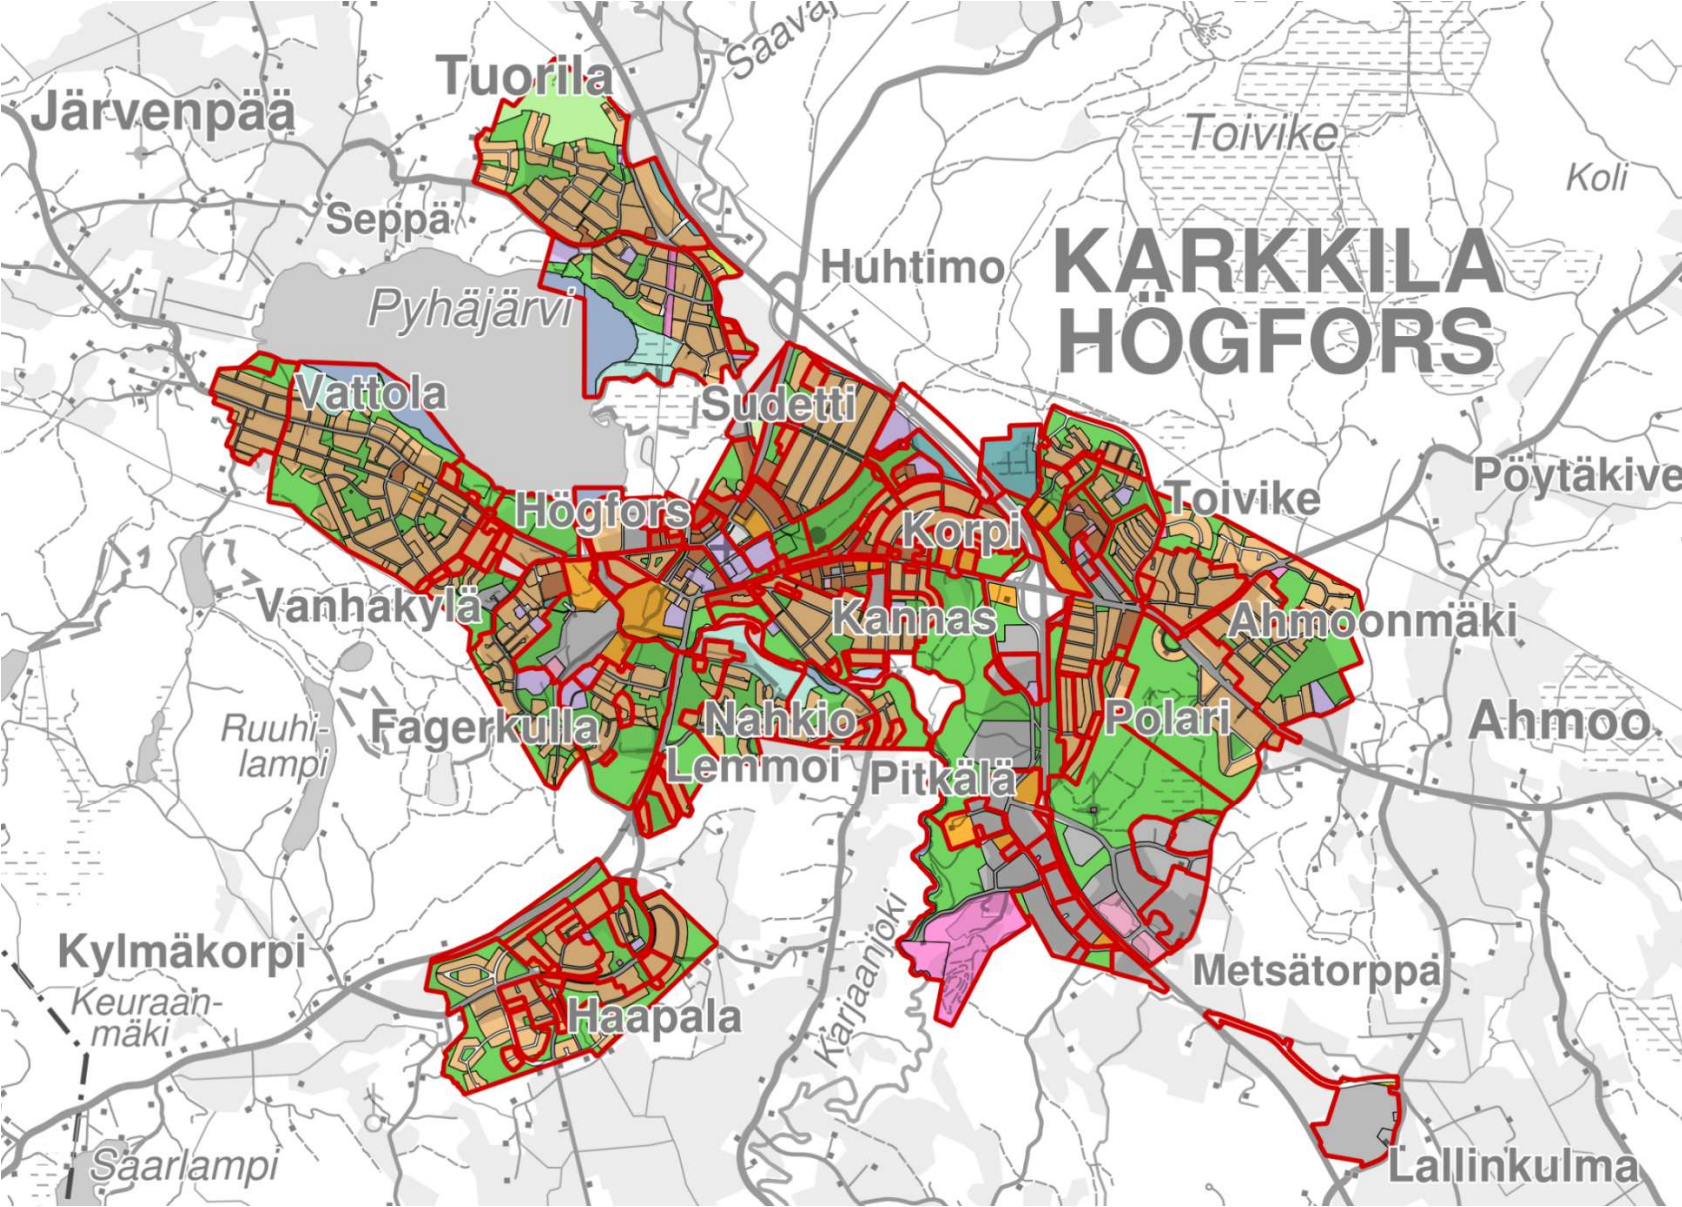 Saavaj
Tuorila
Järvenpää
Toivike
Koli
Seppä
Huhtimo
KARKKILA
HÖGFORS
Pyhäjärvi
Vattola
Sudetti
Pöytäkive
Toivike
Högfors
Korpi
Vanhakylä
Kannas
Ahmoonmäki
Ruuhi-
lampi
Fagerkulla
Nahkio
Polari
Ahmoo
Lemmoi
Pitkälä
Karjaanjoki
Kylmäkorpi
Metsätorppa
Keuraan-
mäki
Haapala
Saarlampi
Lallinkulma